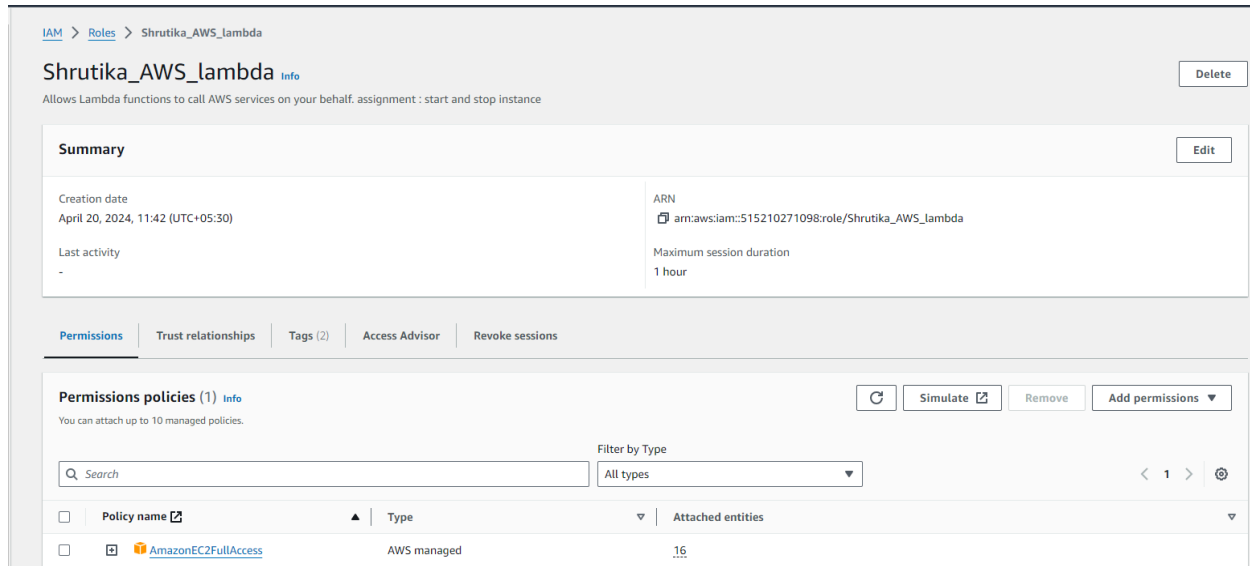 IAM > Roles > Shrutika_AWS_lambda
Shrutika_AWS_lambda Info
Delete
Allows Lambda functions to call AWS services on your behalf. assignment : start and stop instance
Summary
Edit
Creation date
April 20, 2024, 11:42 (UTC+05:30)
ARN
arn:aws:iam::515210271098:role/Shrutika_AWS_lambda
Last activity
-
Maximum session duration
1 hour
Permissions Trust relationships Tags (2) Access Advisor Revoke sessions
Permissions policies (1) Info
Simulate Remove Add permissions
You can attach up to 10 managed policies.
Filter by Type
Search All types
1
Policy name Type Attached entities
AmazonEC2FullAccess AWS managed 16